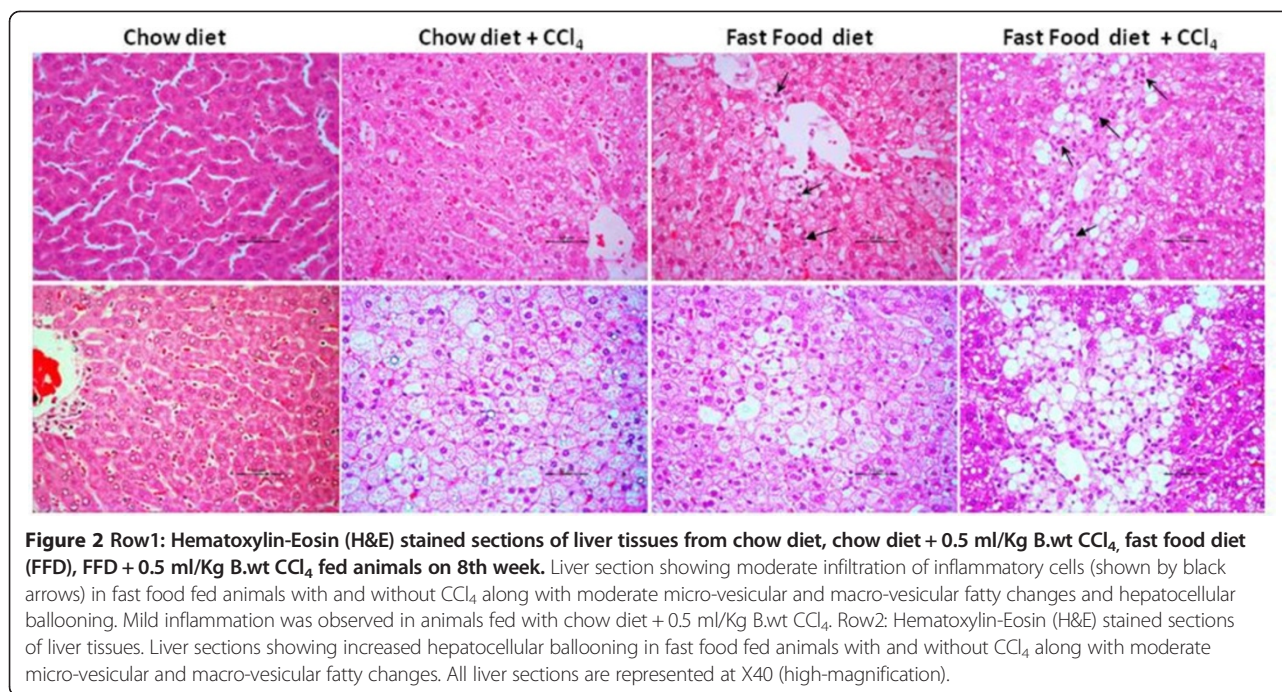 Chow diet
Chow diet + CCl₄
Fast Food diet
Fast Food diet + CCl₄
Figure 2 Row1: Hematoxylin-Eosin (H&E) stained sections of liver tissues from chow diet, chow diet + 0.5 ml/Kg B.wt CCl₄, fast food diet
(FFD), FFD + 0.5 ml/Kg B.wt CCl₄ fed animals on 8th week. Liver section showing moderate infiltration of inflammatory cells (shown by black
arrows) in fast food fed animals with and without CCl₄ along with moderate micro-vesicular and macro-vesicular fatty changes and hepatocellular
ballooning. Mild inflammation was observed in animals fed with chow diet + 0.5 ml/Kg B.wt CCl₄. Row2: Hematoxylin-Eosin (H&E) stained sections
of liver tissues. Liver sections showing increased hepatocellular ballooning in fast food fed animals with and without CCl₄ along with moderate
micro-vesicular and macro-vesicular fatty changes. All liver sections are represented at X40 (high-magnification).